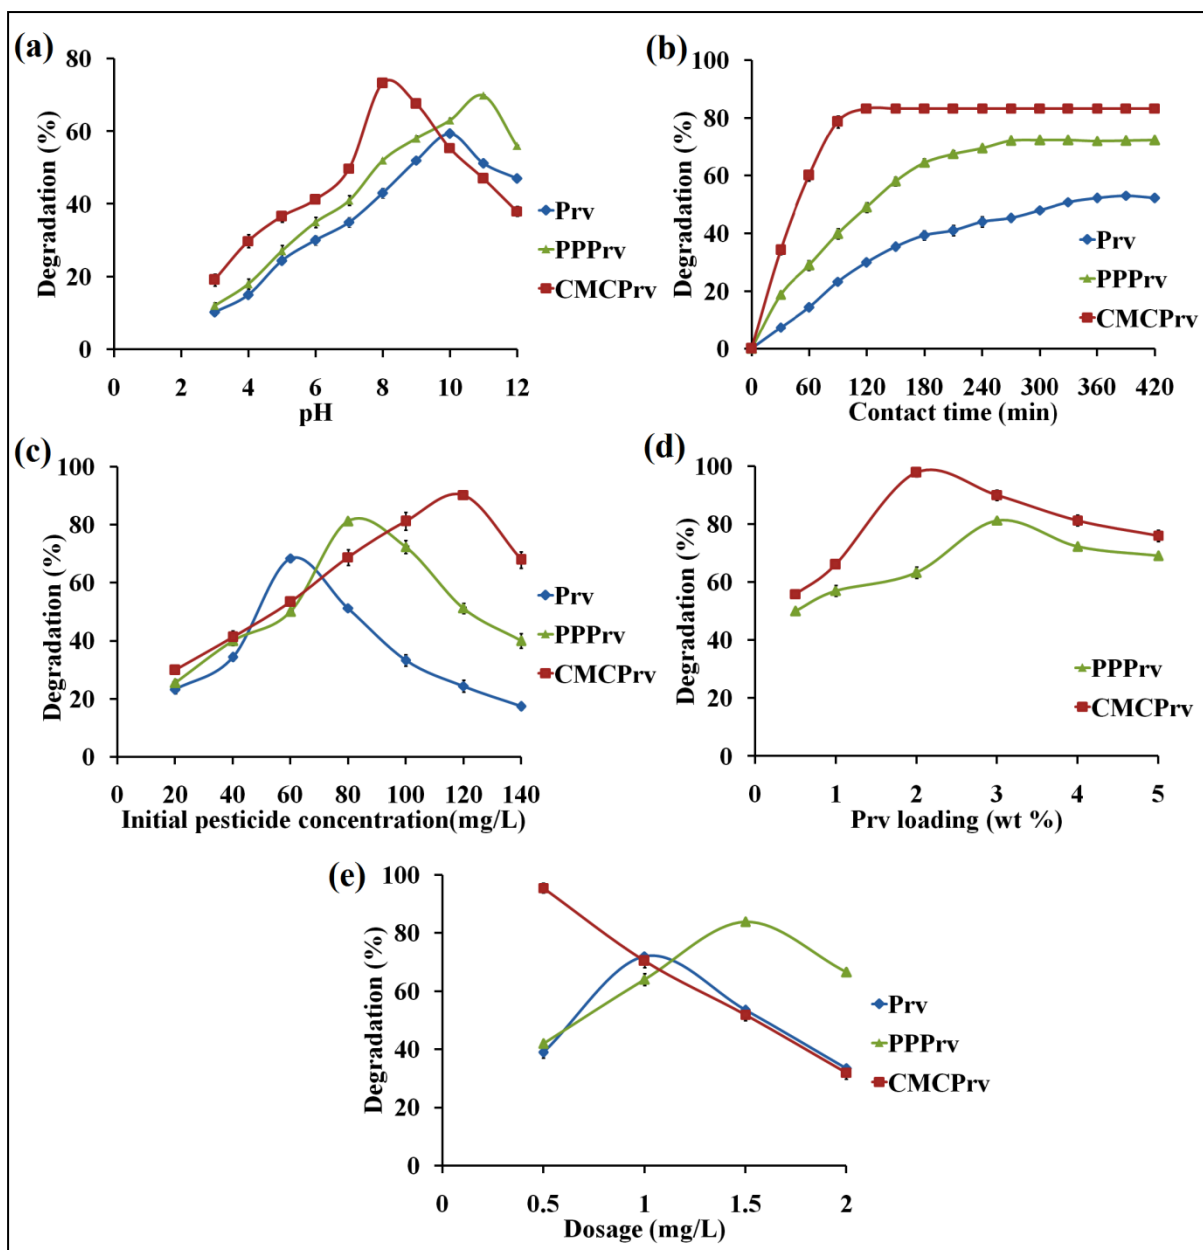 (a)
Degradation (%)
80
60
40
20
0
0 2 4 6 8 10 12
pH
Prv
PPPrv
CMCPrv
(b)
Degradation (%)
100
80
60
40
20
0
0 60 120 180 240 300 360 420
Contact time (min)
Prv
PPPrv
CMCPrv
(c)
Degradation (%)
100
80
60
40
20
0
0 20 40 60 80 100 120 140
Initial pesticide concentration(mg/L)
Prv
PPPrv
CMCPrv
(d)
Degradation (%)
100
80
60
40
20
0
0 1 2 3 4 5
Prv loading (wt %)
PPPrv
CMCPrv
(e)
Degradation (%)
100
80
60
40
20
0
0 0.5 1 1.5 2
Dosage (mg/L)
Prv
PPPrv
CMCPrv